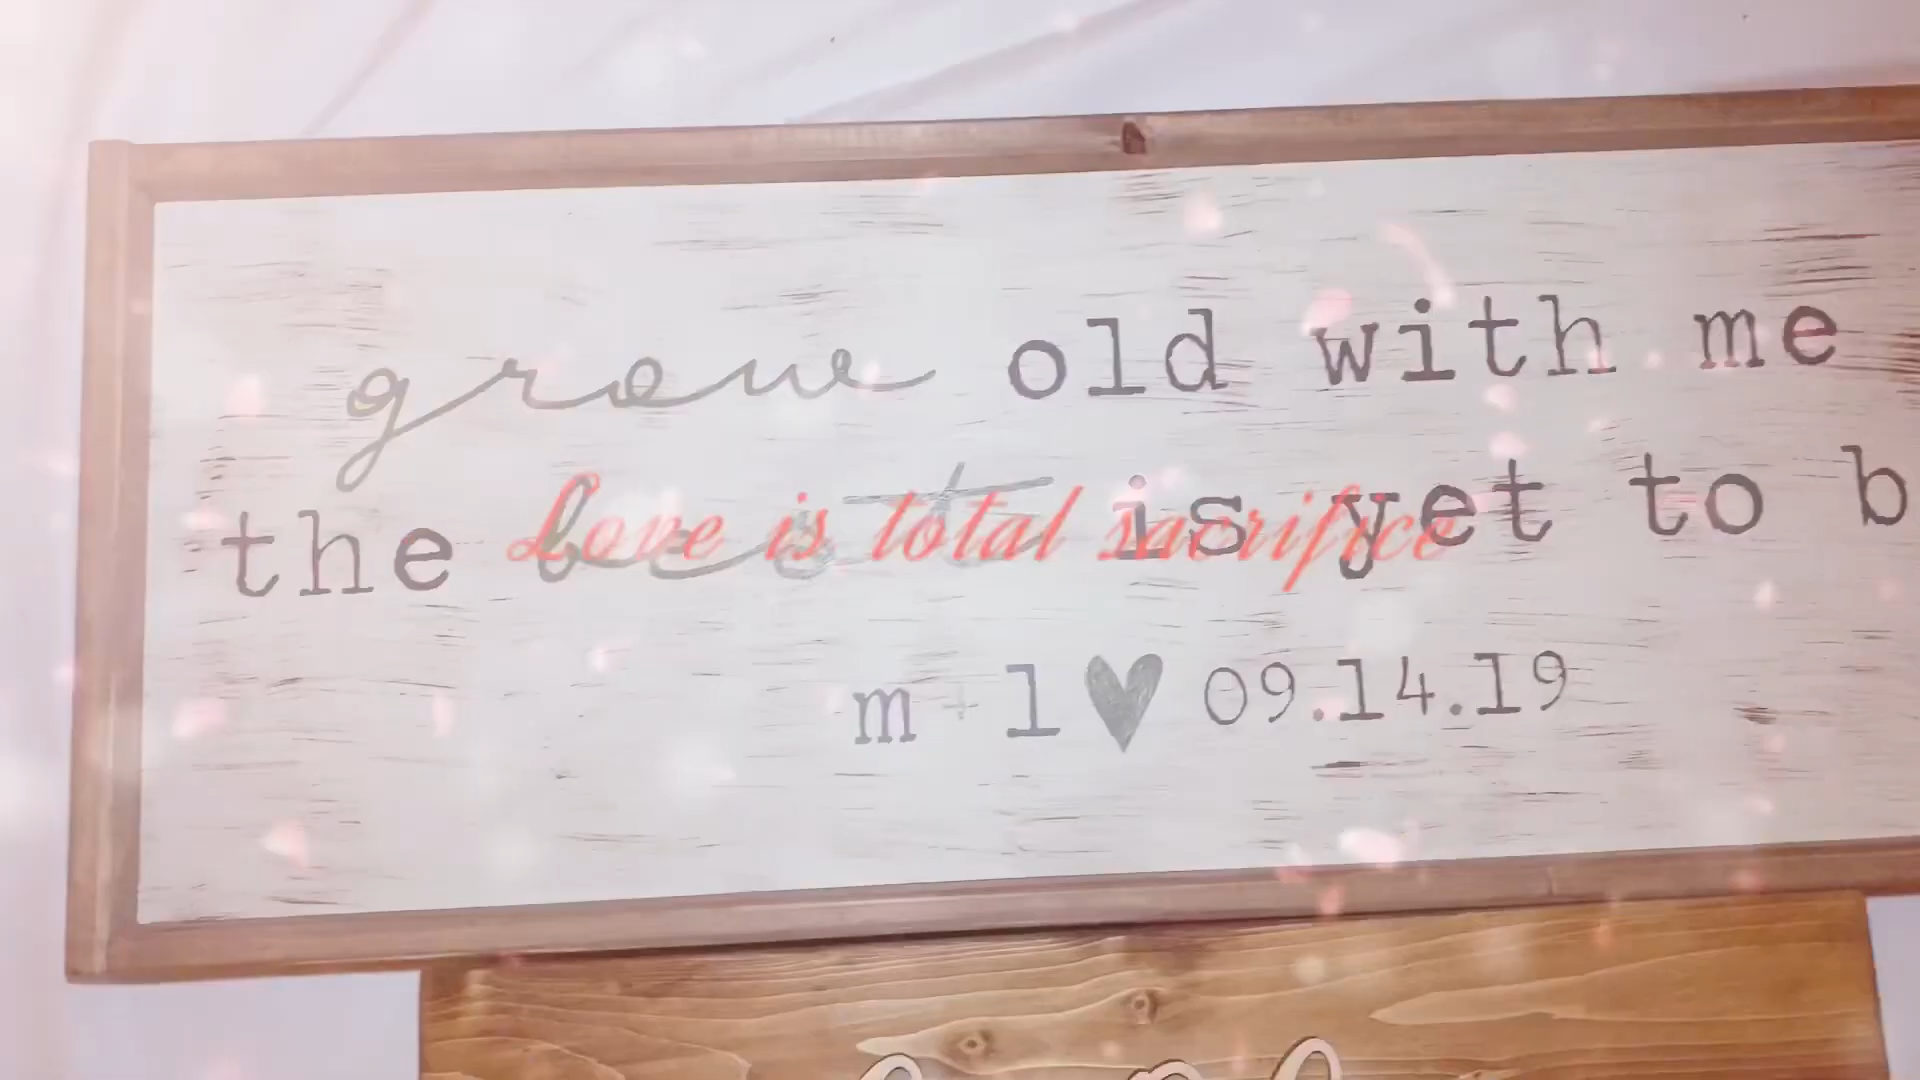 grow old with me
the best is yet to b
Love is total sacrifice
m + l ♥ 09.14.19